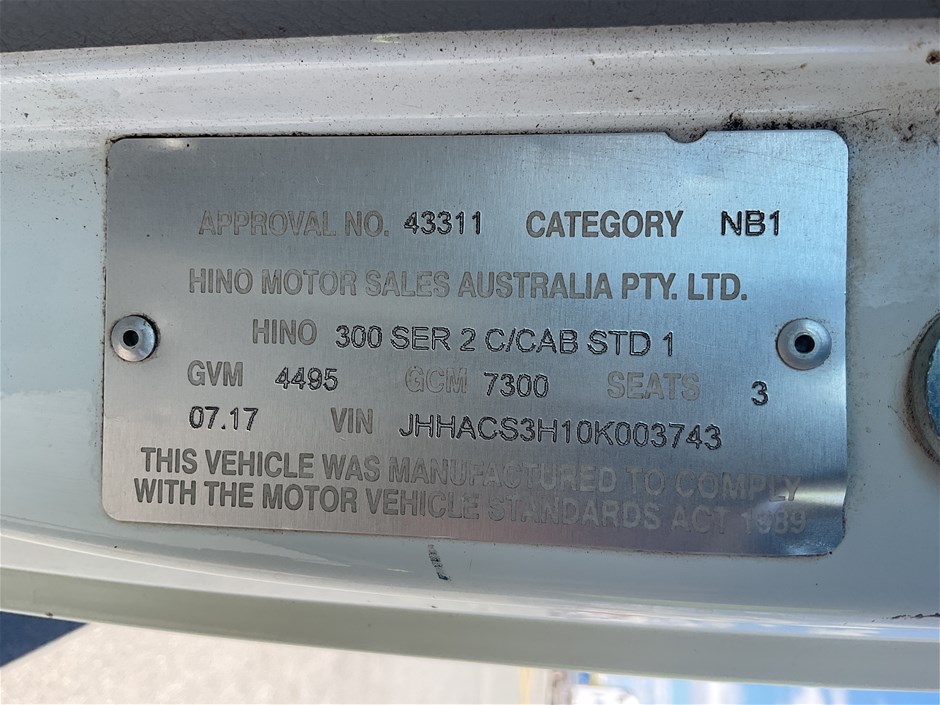 APPROVAL NO. 43311 CATEGORY NB1
HINO MOTOR SALES AUSTRALIA PTY. LTD.
HINO 300 SER 2 C/CAB STD 1
GVM 4495 GCM 7300 SEATS 3
07.17 VIN JHHACS3H10K003743
THIS VEHICLE WAS MANUFACTURED TO COMPLY
WITH THE MOTOR VEHICLE STANDARDS ACT 1989